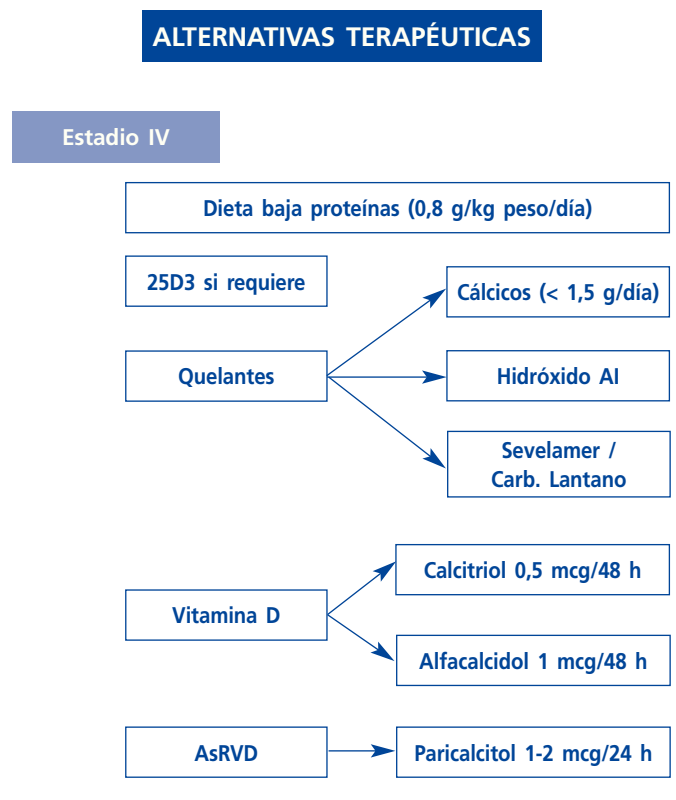 ALTERNATIVAS TERAPÉUTICAS
Estadio IV
Dieta baja proteínas (0,8 g/kg peso/día)
25D3 si requiere
Quelantes
Cálcicos (< 1,5 g/día)
Hidróxido Al
Sevelamer /
Carb. Lantano
Vitamina D
Calcitriol 0,5 mcg/48 h
Alfacalcidol 1 mcg/48 h
AsRVD
Paricalcitol 1-2 mcg/24 h